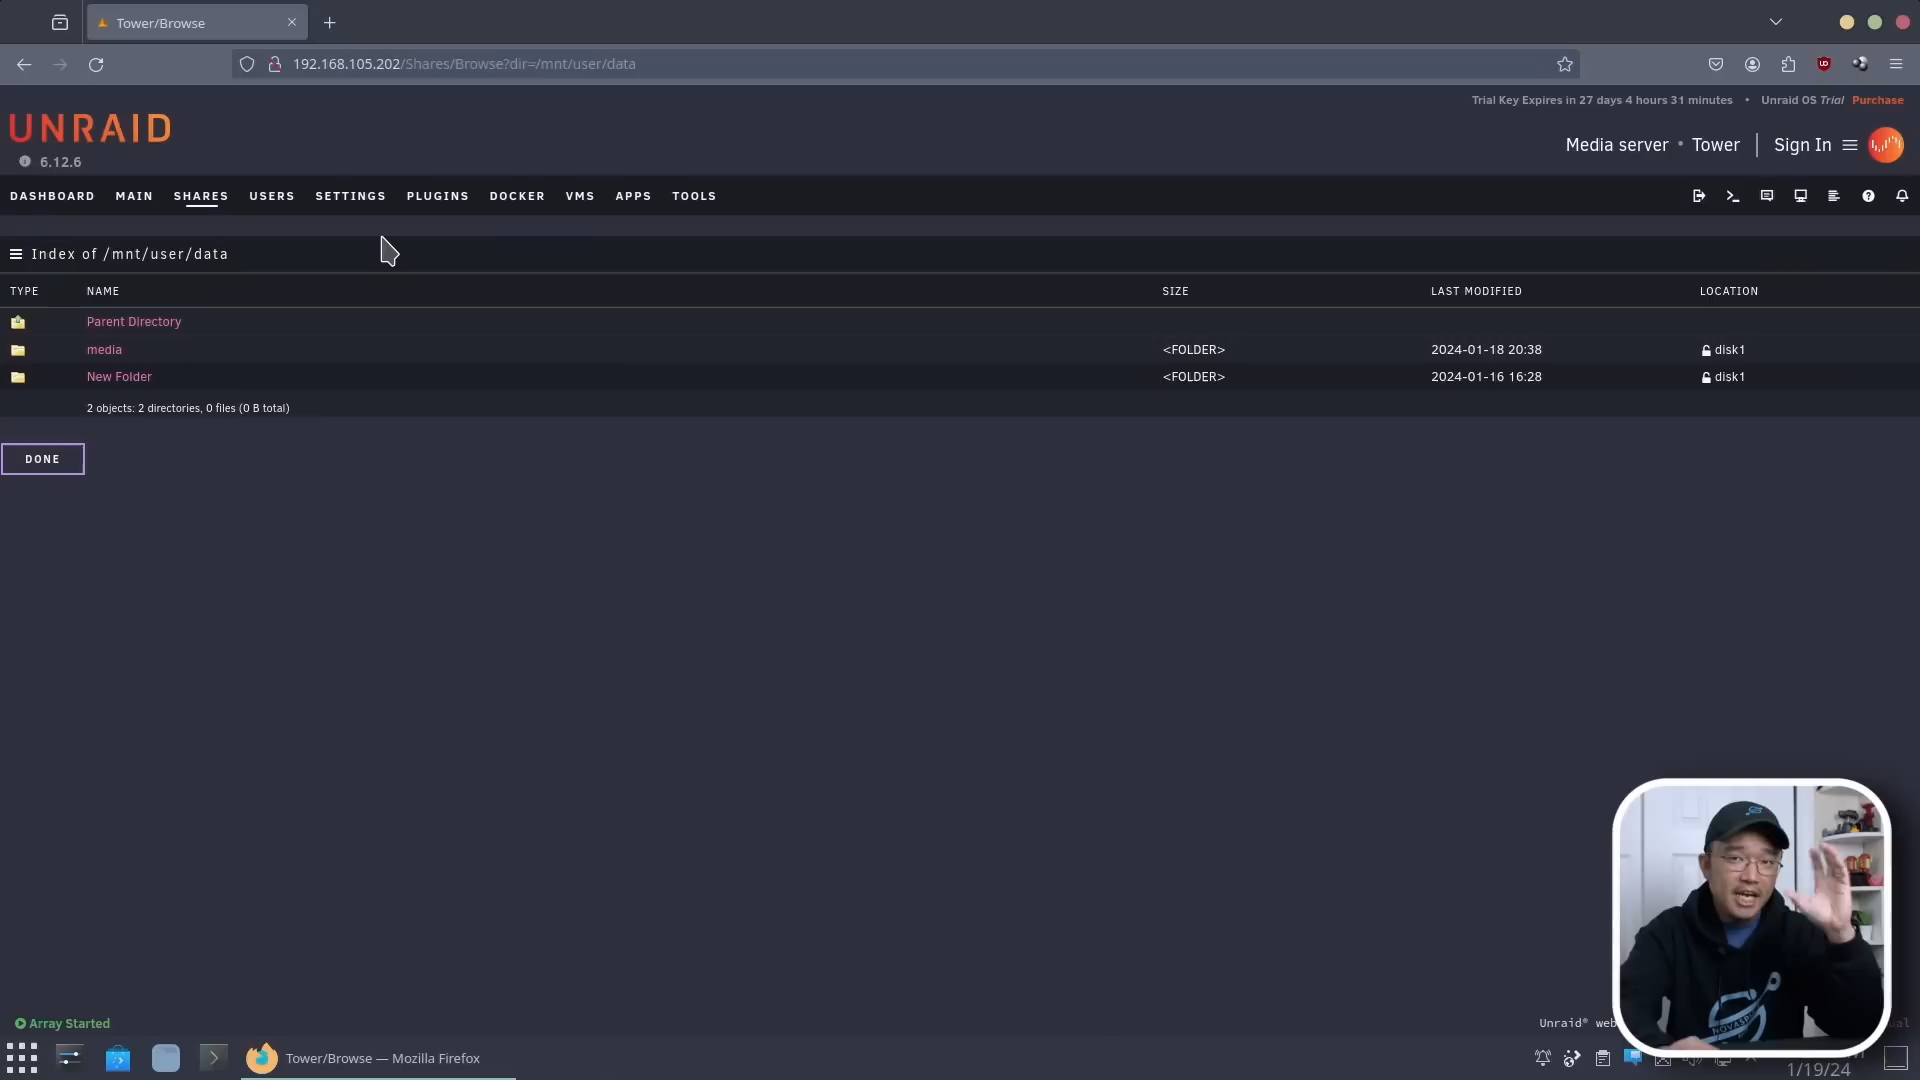 Tower/Browse
192.168.105.202/Shares/Browse?dir=/mnt/user/data
Trial Key Expires in 27 days 4 hours 31 minutes • Unraid OS Trial Purchase
UNRAID
6.12.6
Media server • Tower | Sign In
DASHBOARD MAIN SHARES USERS SETTINGS PLUGINS DOCKER VMS APPS TOOLS
Index of /mnt/user/data
TYPE NAME SIZE LAST MODIFIED LOCATION
Parent Directory
media <FOLDER> 2024-01-18 20:38 disk1
New Folder <FOLDER> 2024-01-16 16:28 disk1
2 objects: 2 directories, 0 files (0 B total)
DONE
NOVASP
Array Started
Unraid® web
Tower/Browse — Mozilla Firefox
1/19/24